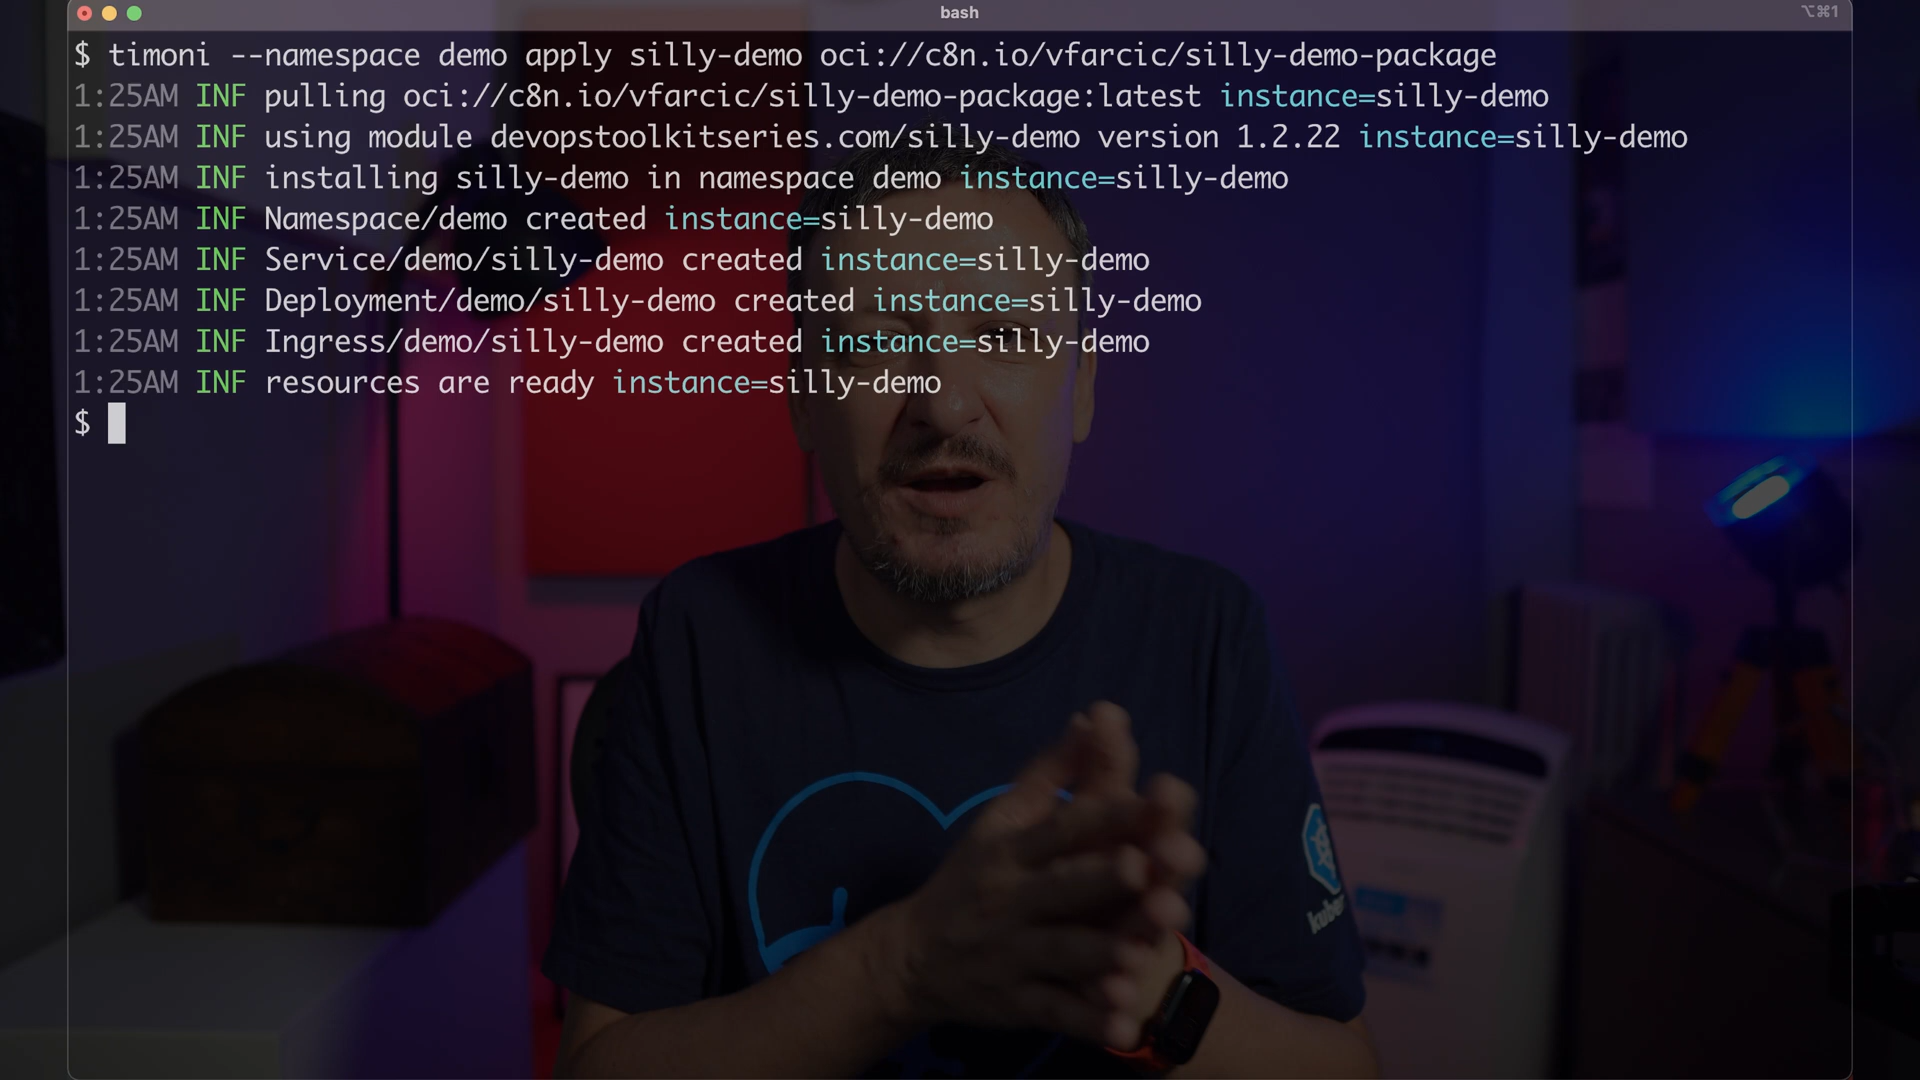 bash
⌥⌘1
$ timoni --namespace demo apply silly-demo oci://c8n.io/vfarcic/silly-demo-package
1:25AM INF pulling oci://c8n.io/vfarcic/silly-demo-package:latest instance=silly-demo
1:25AM INF using module devopstoolkitseries.com/silly-demo version 1.2.22 instance=silly-demo
1:25AM INF installing silly-demo in namespace demo instance=silly-demo
1:25AM INF Namespace/demo created instance=silly-demo
1:25AM INF Service/demo/silly-demo created instance=silly-demo
1:25AM INF Deployment/demo/silly-demo created instance=silly-demo
1:25AM INF Ingress/demo/silly-demo created instance=silly-demo
1:25AM INF resources are ready instance=silly-demo
$